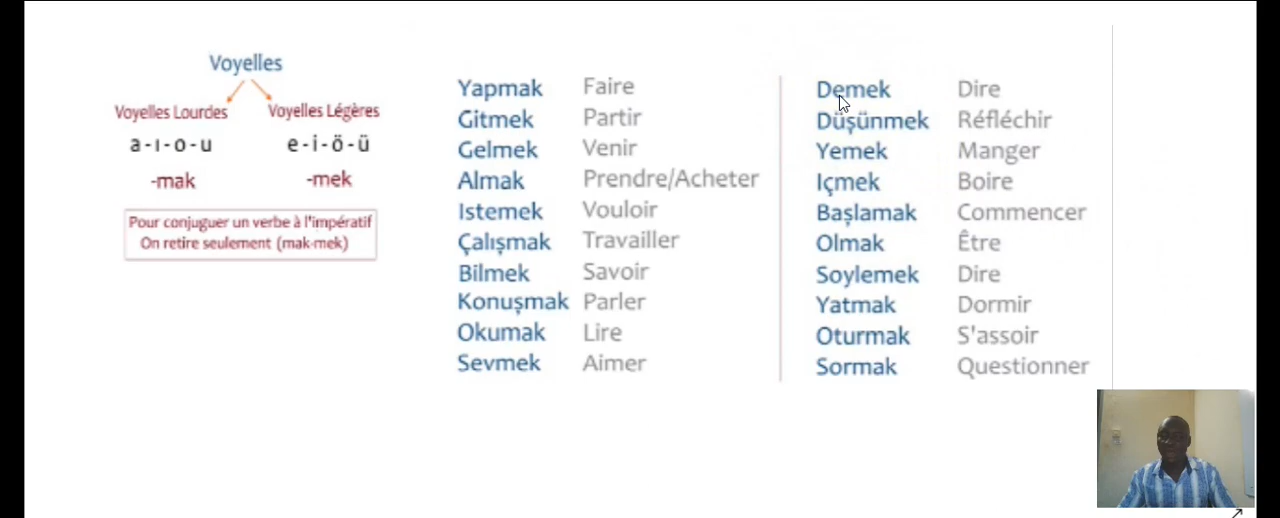 Voyelles
Voyelles Lourdes Voyelles Légères
a-ı-o-u e-i-ö-ü
-mak -mek
Pour conjuguer un verbe à l'impératif
On retire seulement (mak-mek)
Yapmak Faire
Gitmek Partir
Gelmek Venir
Almak Prendre/Acheter
Istemek Vouloir
Çalışmak Travailler
Bilmek Savoir
Konuşmak Parler
Okumak Lire
Sevmek Aimer
Demek Dire
Düşünmek Réfléchir
Yemek Manger
Içmek Boire
Başlamak Commencer
Olmak Être
Soylemek Dire
Yatmak Dormir
Oturmak S'assoir
Sormak Questionner